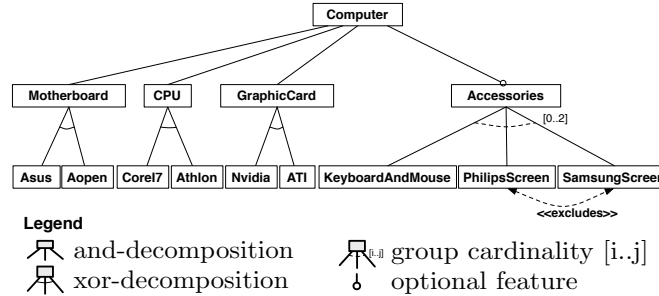 Computer
Motherboard CPU GraphicCard Accessories
[0..2]
Asus Aopen CoreI7 Athlon Nvidia ATI KeyboardAndMouse PhilipsScreen SamsungScreen
<<excludes>>
Legend
and-decomposition [i..j] group cardinality [i..j]
xor-decomposition optional feature